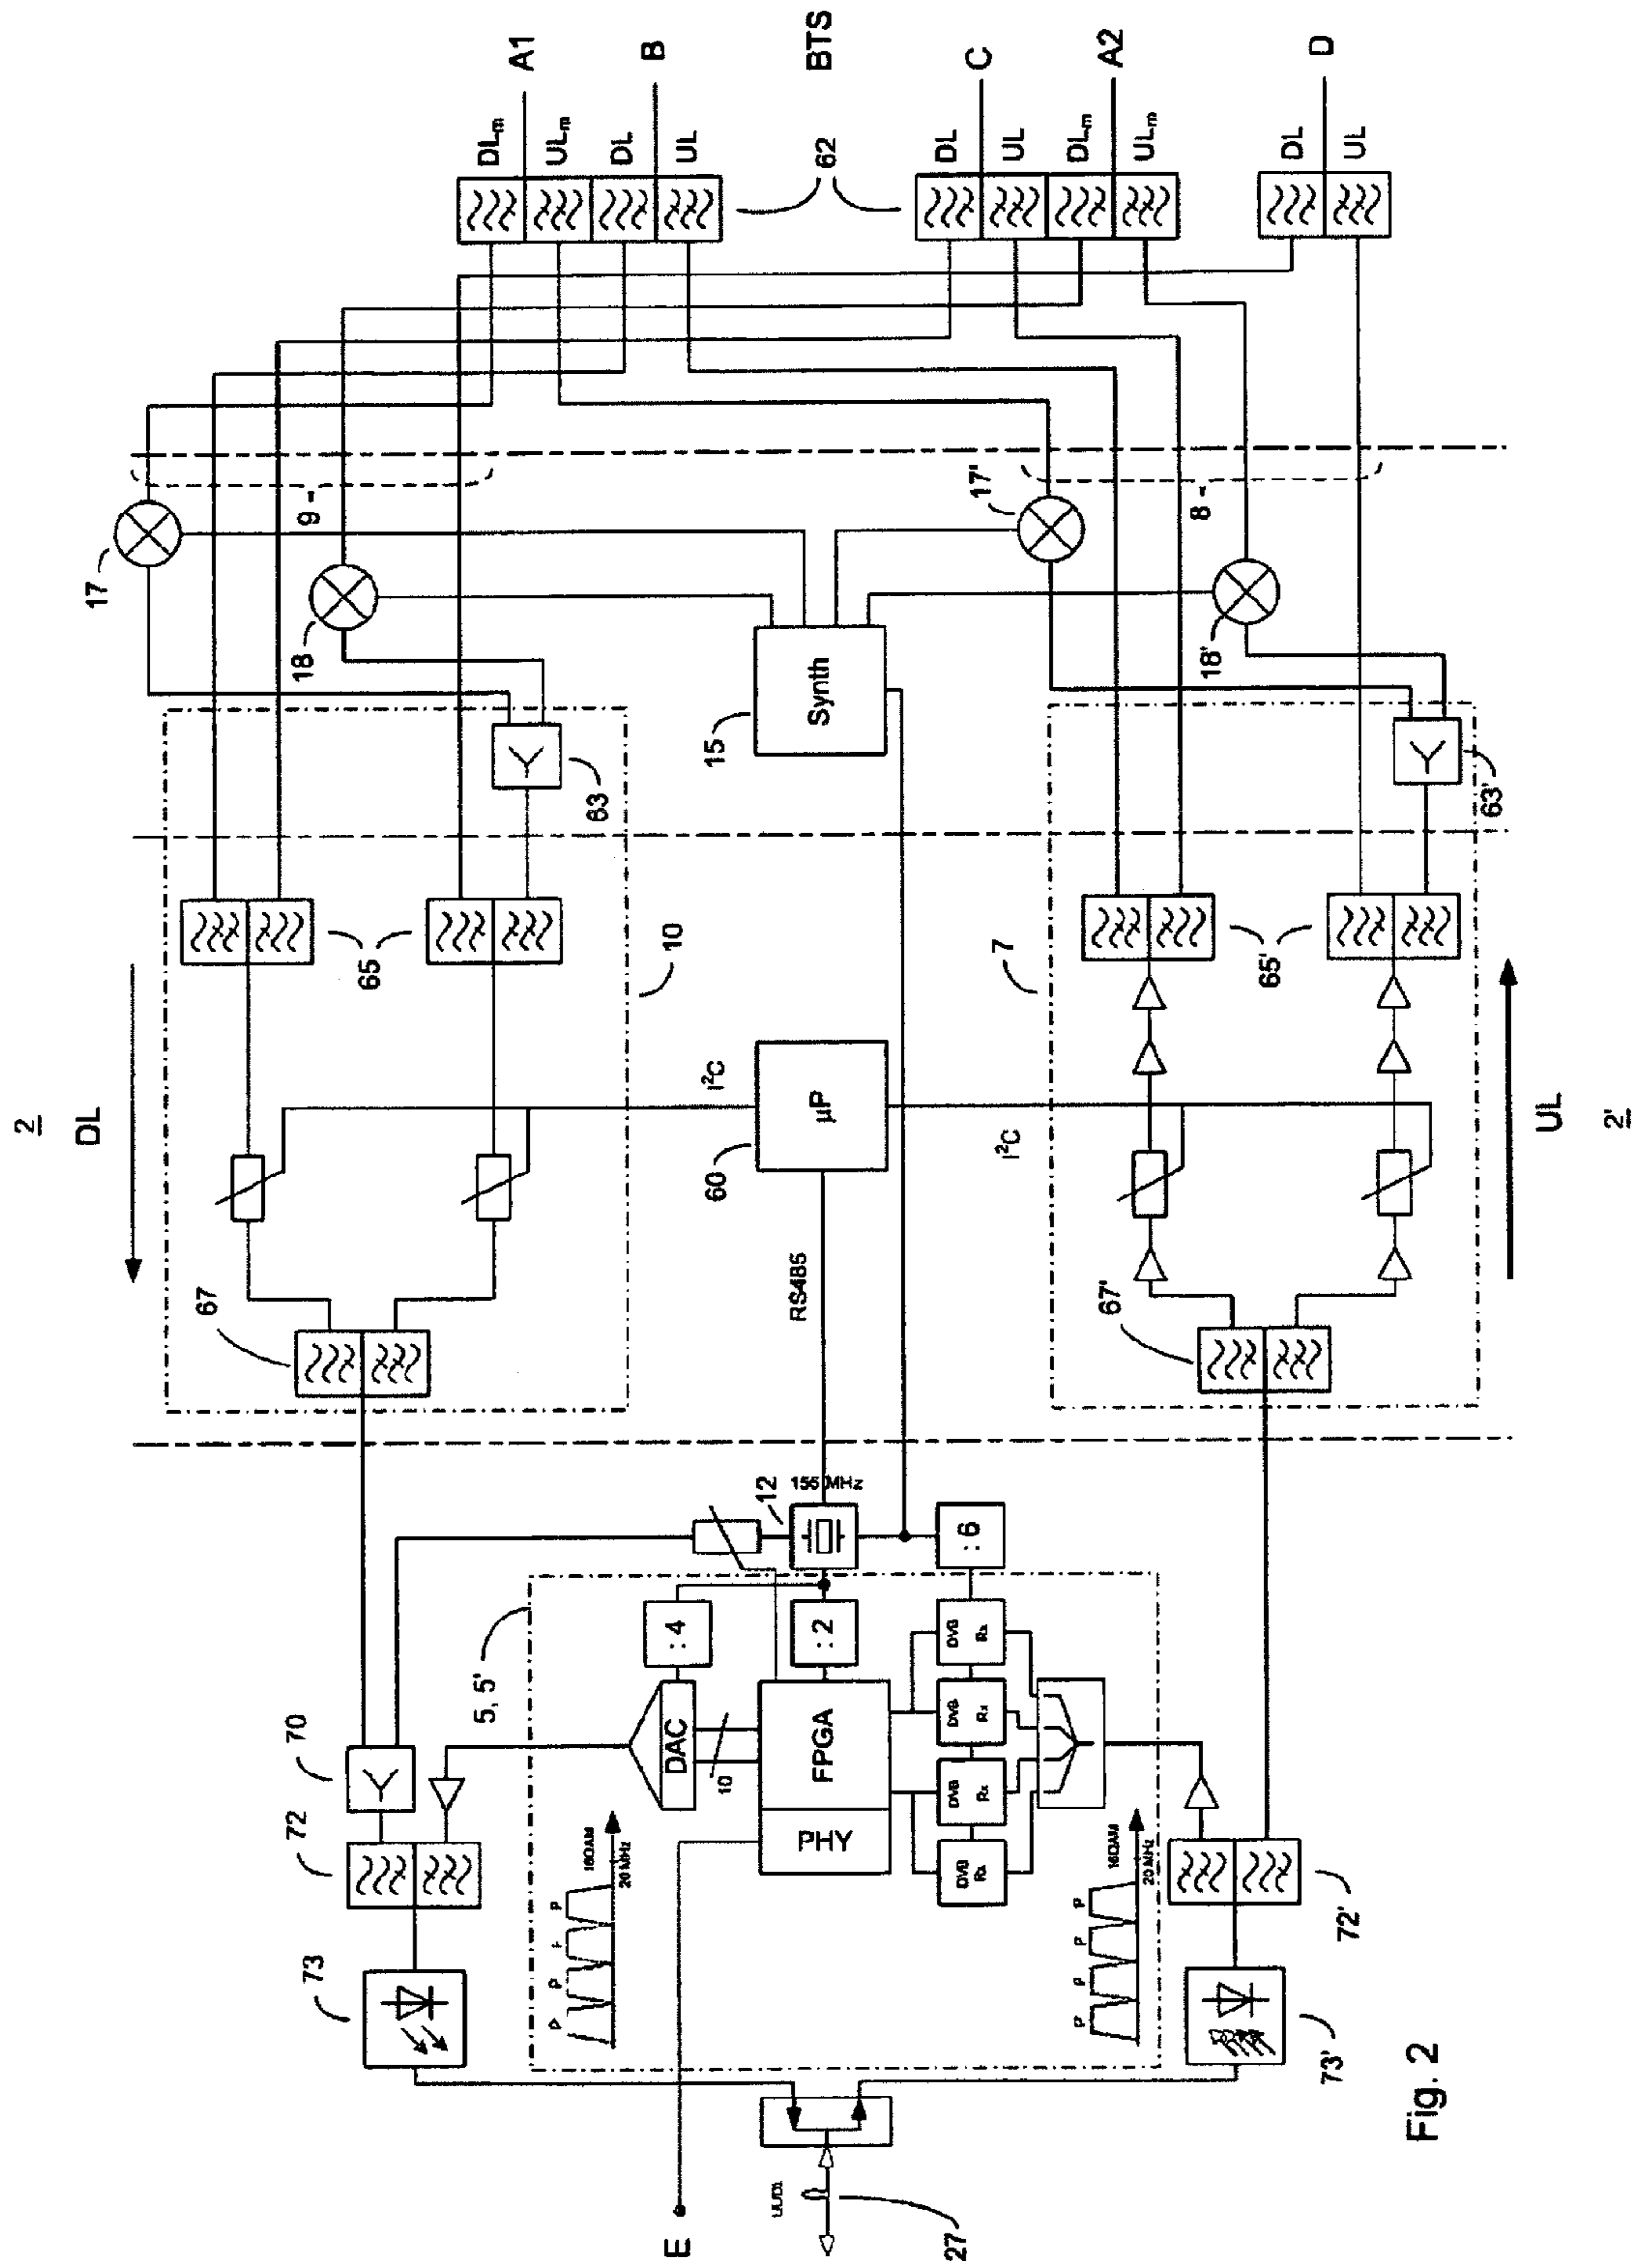 2
DL
UL
2'
A1
B
BTS
C
A2
D
DLm
ULm
DL
UL
62
DL
UL
DLm
ULm
DL
UL
17
9
18
17'
8
18'
15
Synth
63
63'
65
10
7
65'
I²C
60
µP
I²C
RS485
67
67'
12
155 MHz
: 6
5, 5'
: 4
: 2
DVB
Rx
DVB
Rx
DVB
Rx
DVB
Rx
DAC
10
FPGA
PHY
70
72
16QAM
20 MHz
P
P
P
16QAM
20 MHz
P
P
P
P
72'
73
73'
E
27
Fig. 2